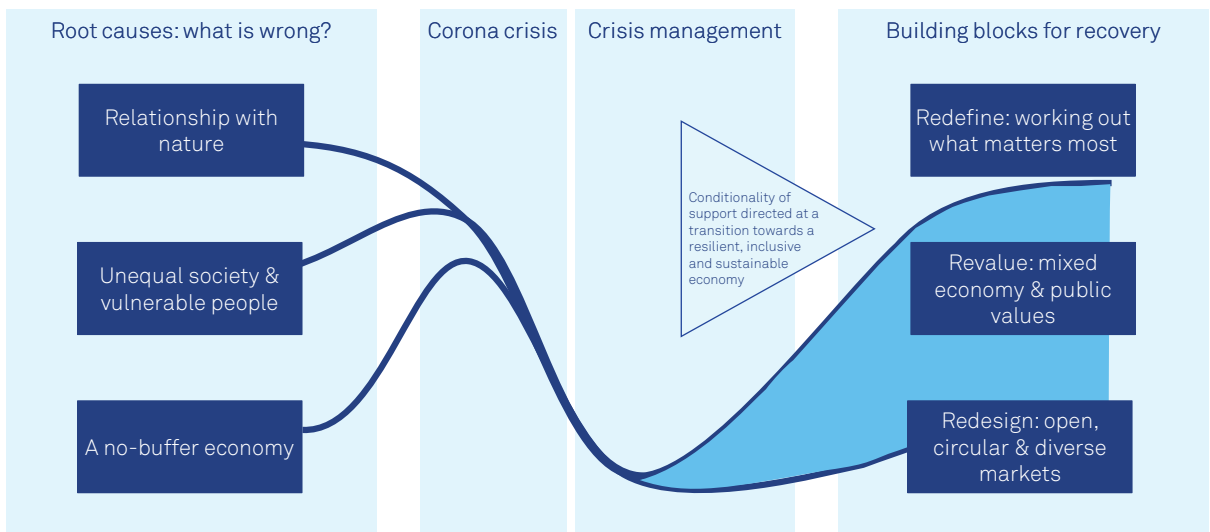 Root causes: what is wrong?
Corona crisis
Crisis management
Building blocks for recovery
Relationship with
nature
Unequal society &
vulnerable people
A no-buffer economy
Conditionality of
support directed at a
transition towards a
resilient, inclusive
and sustainable
economy
Redefine: working out
what matters most
Revalue: mixed
economy & public
values
Redesign: open,
circular & diverse
markets